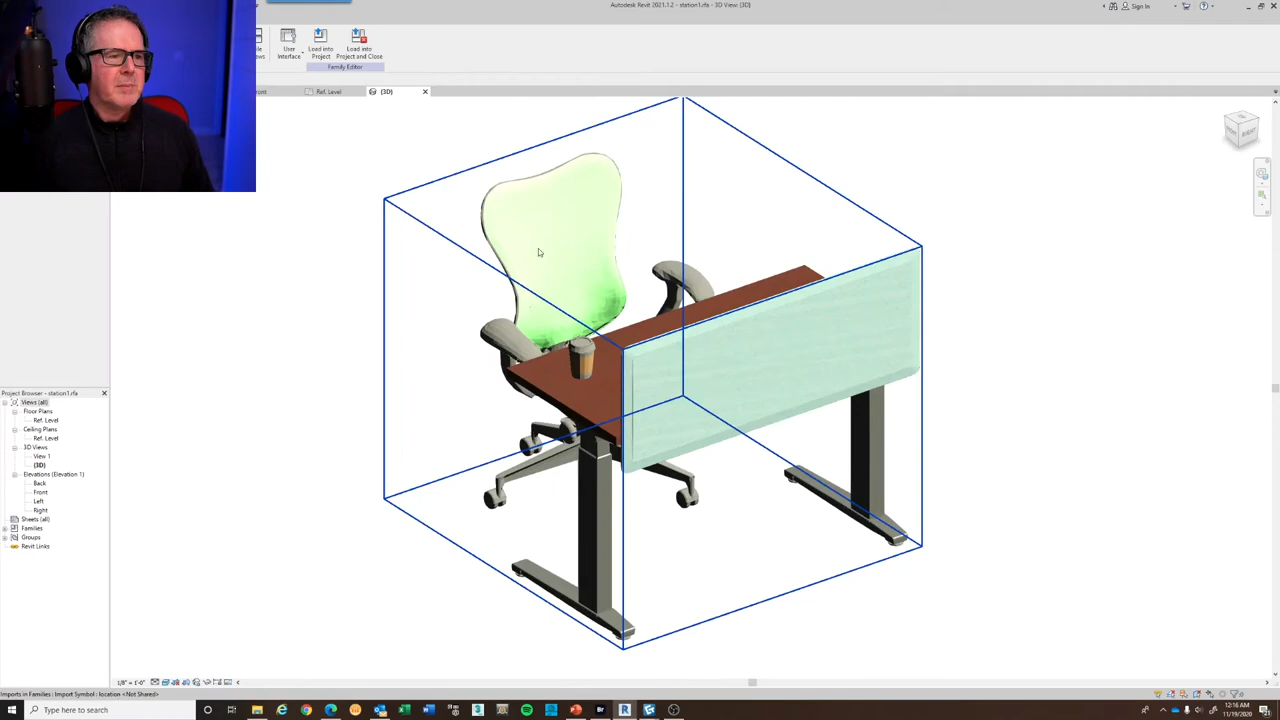 Autodesk Revit 2021.1.2 - station1.rfa - 3D View: {3D}
Sign In
User Interface
Load into Project
Load into Project and Close
Family Editor
Ref. Level
{3D}
Project Browser - station1.rfa
Views (all)
Floor Plans
Ref. Level
Ceiling Plans
Ref. Level
3D Views
View 1
{3D}
Elevations (Elevation 1)
Back
Front
Left
Right
Sheets (all)
Families
Groups
Revit Links
1/8" = 1'-0"
Imports in Families : Import Symbol : location <Not Shared>
Type here to search
12:16 AM
11/19/2020